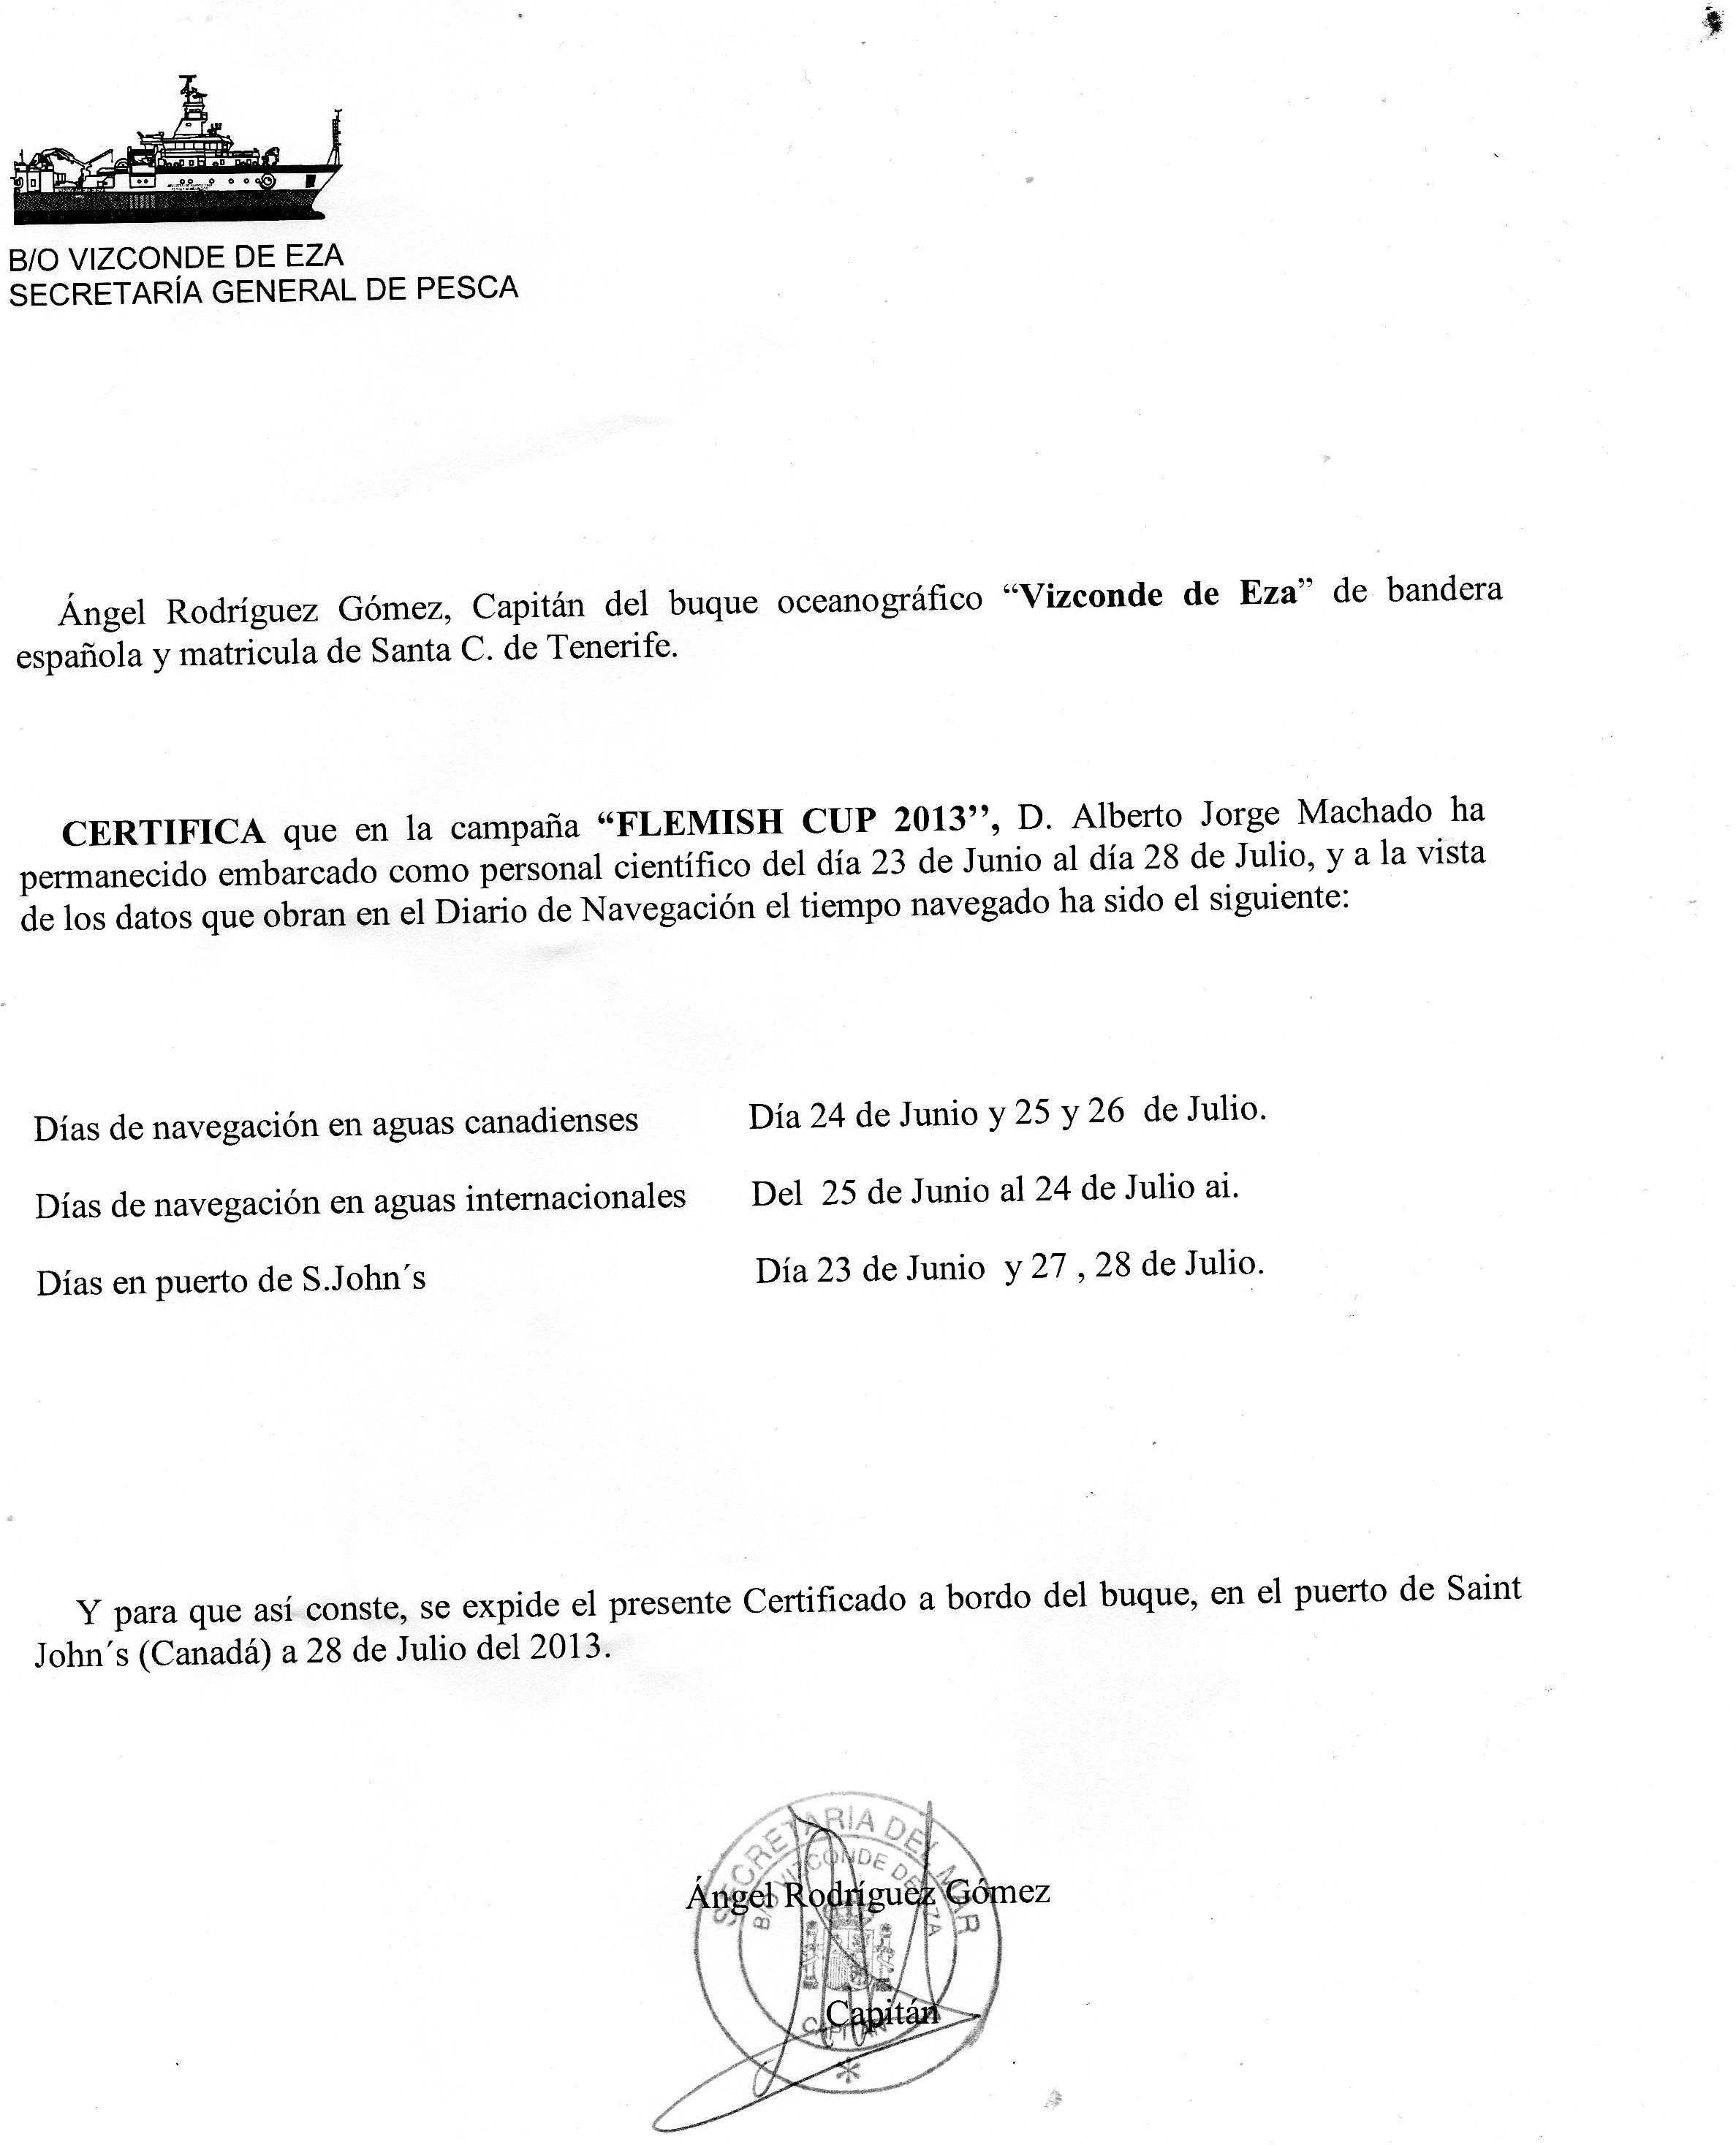 B/O VIZCONDE DE EZA
SECRETARÍA GENERAL DE PESCA
Ángel Rodríguez Gómez, Capitán del buque oceanográfico “Vizconde de Eza” de bandera
española y matricula de Santa C. de Tenerife.
CERTIFICA que en la campaña “FLEMISH CUP 2013”, D. Alberto Jorge Machado ha
permanecido embarcado como personal científico del día 23 de Junio al día 28 de Julio, y a la vista
de los datos que obran en el Diario de Navegación el tiempo navegado ha sido el siguiente:
Días de navegación en aguas canadienses Día 24 de Junio y 25 y 26 de Julio.
Días de navegación en aguas internacionales Del 25 de Junio al 24 de Julio ai.
Días en puerto de S.John´s Día 23 de Junio y 27 , 28 de Julio.
Y para que así conste, se expide el presente Certificado a bordo del buque, en el puerto de Saint
John´s (Canadá) a 28 de Julio del 2013.
SECRETARIA DEL MAR
B/O VIZCONDE DE EZA
Ángel Rodríguez Gómez
Capitán
CAPITAN